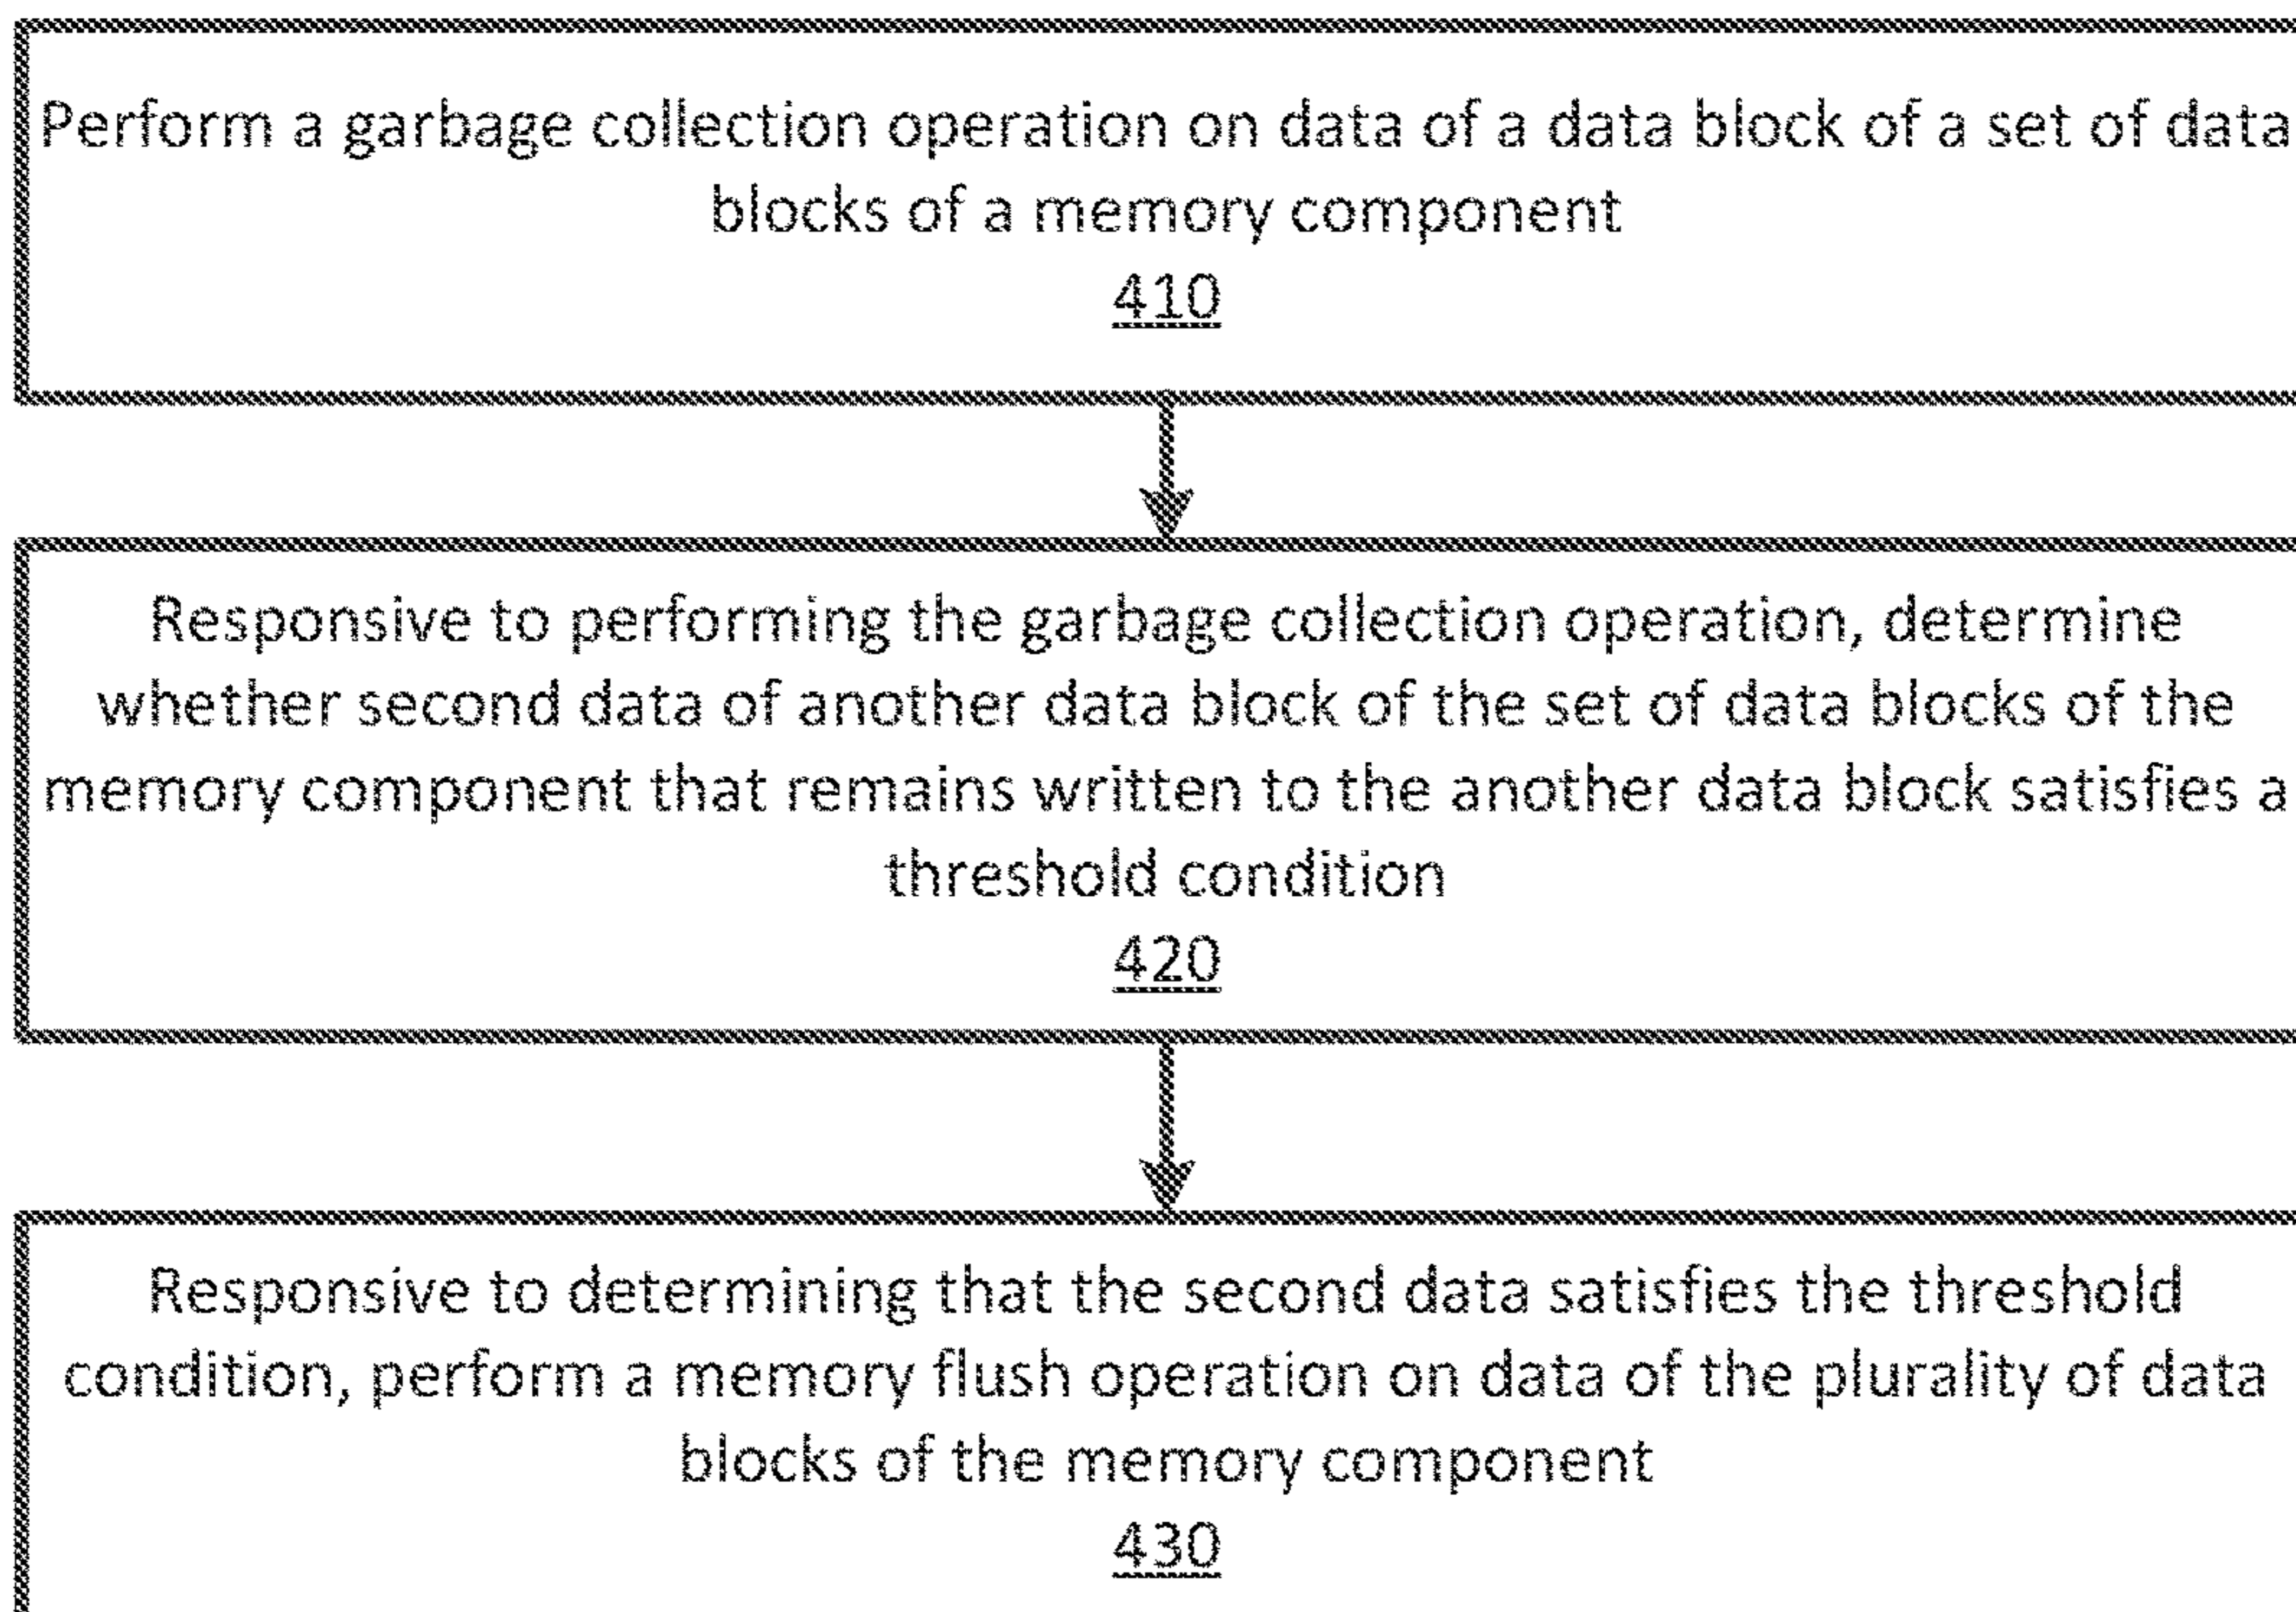 Perform a garbage collection operation on data of a data block of a set of data
blocks of a memory component
410
Responsive to performing the garbage collection operation, determine
whether second data of another data block of the set of data blocks of the
memory component that remains written to the another data block satisfies a
threshold condition
420
Responsive to determining that the second data satisfies the threshold
condition, perform a memory flush operation on data of the plurality of data
blocks of the memory component
430